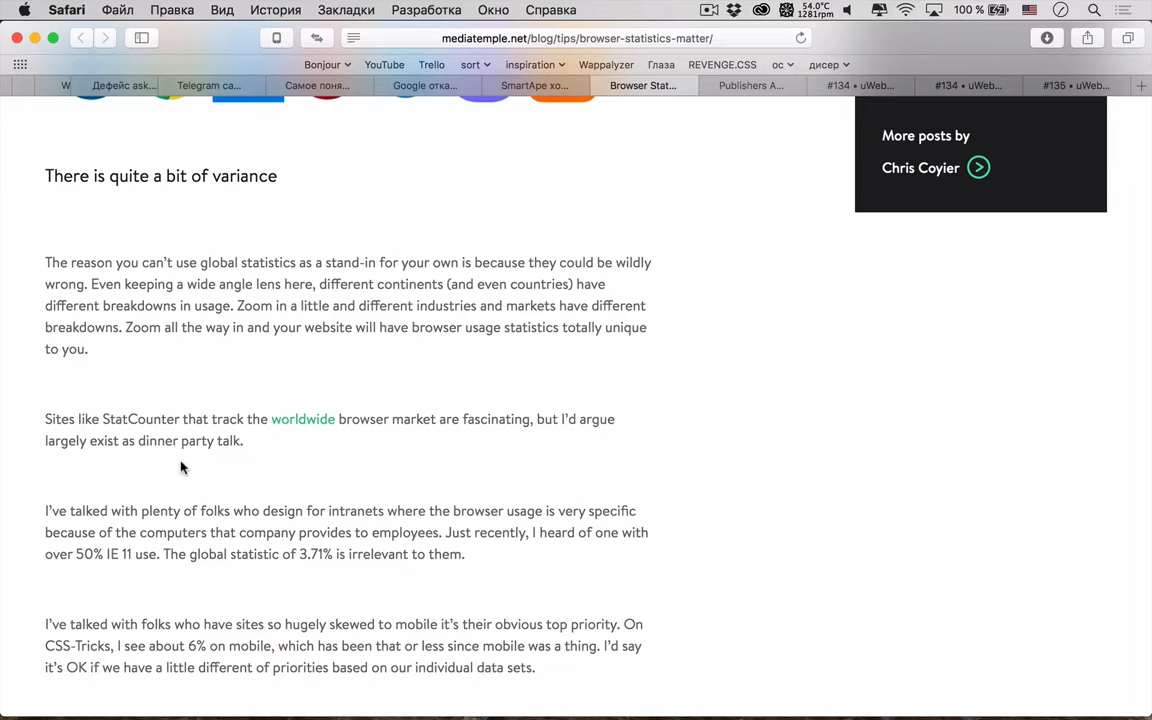 Safari Файл Правка Вид История Закладки Разработка Окно Справка 54.0°C 1281rpm 100 %
mediatemple.net/blog/tips/browser-statistics-matter/
Bonjour YouTube Trello sort inspiration Wappalyzer Глаза REVENGE.CSS ос дисер
W Дефейс ask... Telegram ca... Самое поня... Google отка... SmartApe хо... Browser Stat... Publishers A... #134 • uWeb... #134 • uWeb... #135 • uWeb...
More posts by
Chris Coyier
There is quite a bit of variance
The reason you can’t use global statistics as a stand-in for your own is because they could be wildly
wrong. Even keeping a wide angle lens here, different continents (and even countries) have
different breakdowns in usage. Zoom in a little and different industries and markets have different
breakdowns. Zoom all the way in and your website will have browser usage statistics totally unique
to you.
Sites like StatCounter that track the worldwide browser market are fascinating, but I’d argue
largely exist as dinner party talk.
I’ve talked with plenty of folks who design for intranets where the browser usage is very specific
because of the computers that company provides to employees. Just recently, I heard of one with
over 50% IE 11 use. The global statistic of 3.71% is irrelevant to them.
I’ve talked with folks who have sites so hugely skewed to mobile it’s their obvious top priority. On
CSS-Tricks, I see about 6% on mobile, which has been that or less since mobile was a thing. I’d say
it’s OK if we have a little different of priorities based on our individual data sets.